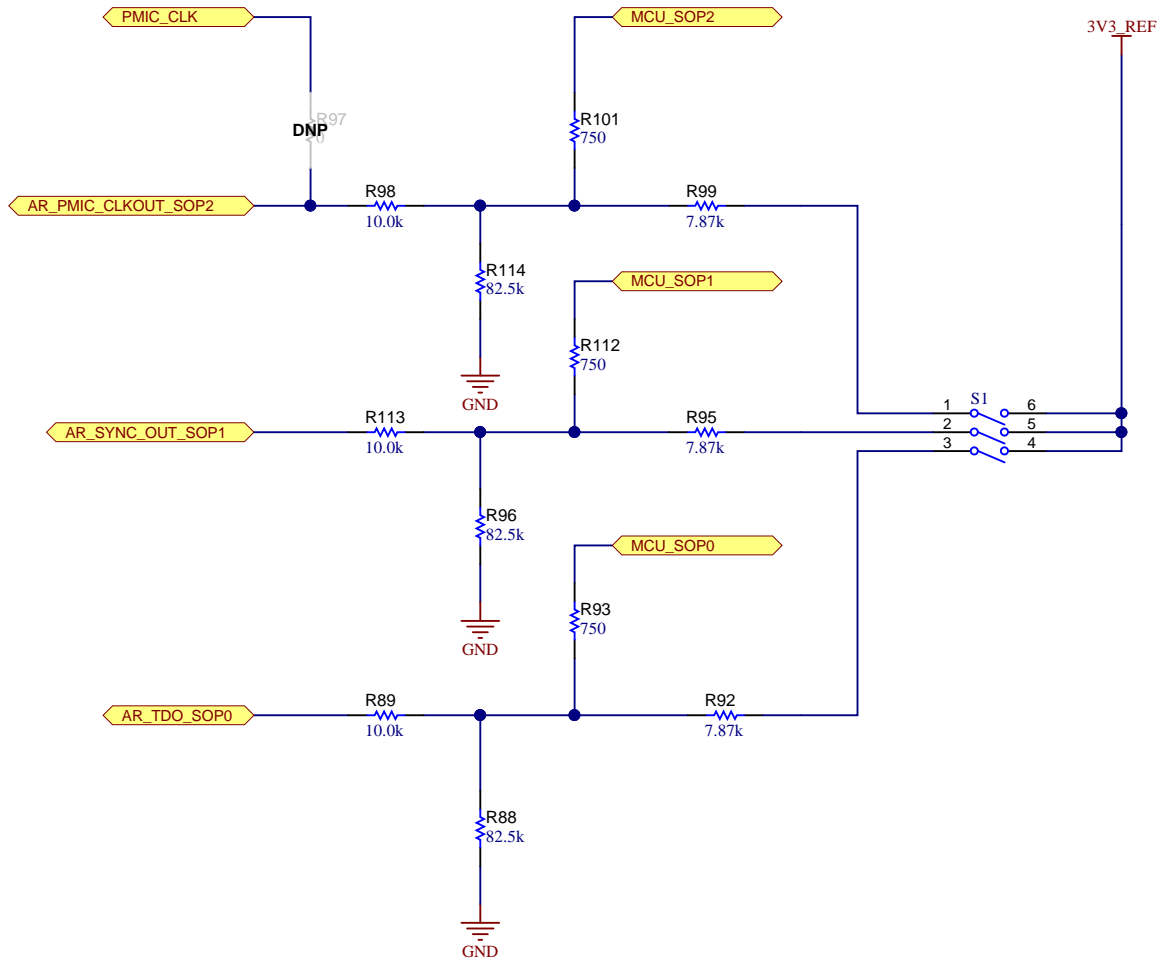 PMIC_CLK
MCU_SOP2
3V3_REF
R97
DNP
0
R101
750
AR_PMIC_CLKOUT_SOP2
R98
10.0k
R99
7.87k
R114
82.5k
GND
MCU_SOP1
R112
750
AR_SYNC_OUT_SOP1
R113
10.0k
R95
7.87k
S1
1
6
2
5
3
4
R96
82.5k
GND
MCU_SOP0
R93
750
AR_TDO_SOP0
R89
10.0k
R92
7.87k
R88
82.5k
GND